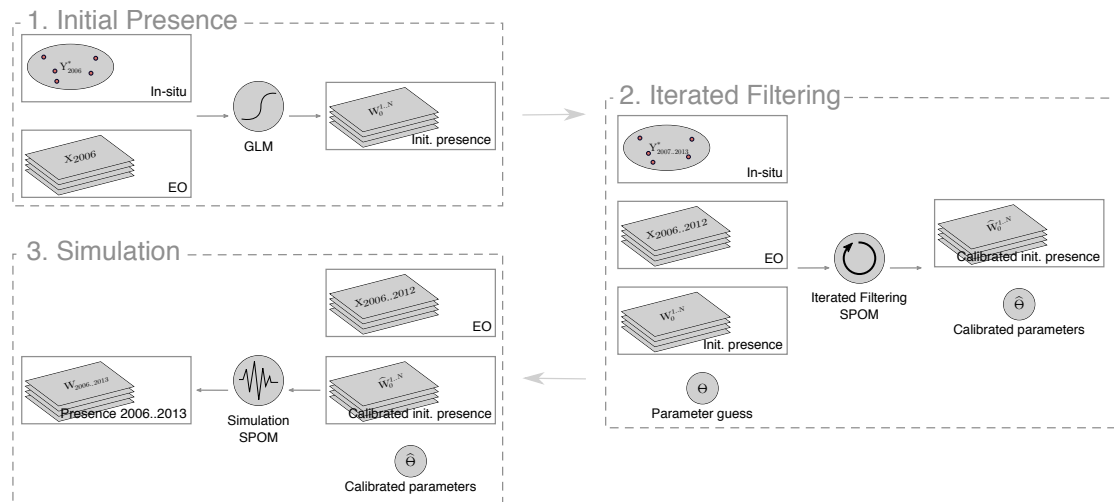 1. Initial Presence
Y*2006
In-situ
X2006
EO
GLM
W0^1..N
Init. presence
2. Iterated Filtering
Y*2007..2013
In-situ
X2006..2012
EO
W0^1..N
Init. presence
Θ
Parameter guess
Iterated Filtering
SPOM
Ŵ0^1..N
Calibrated init. presence
Θ̂
Calibrated parameters
3. Simulation
X2006..2012
EO
Ŵ0^1..N
Calibrated init. presence
Θ̂
Calibrated parameters
Simulation
SPOM
W2006..2013
Presence 2006..2013